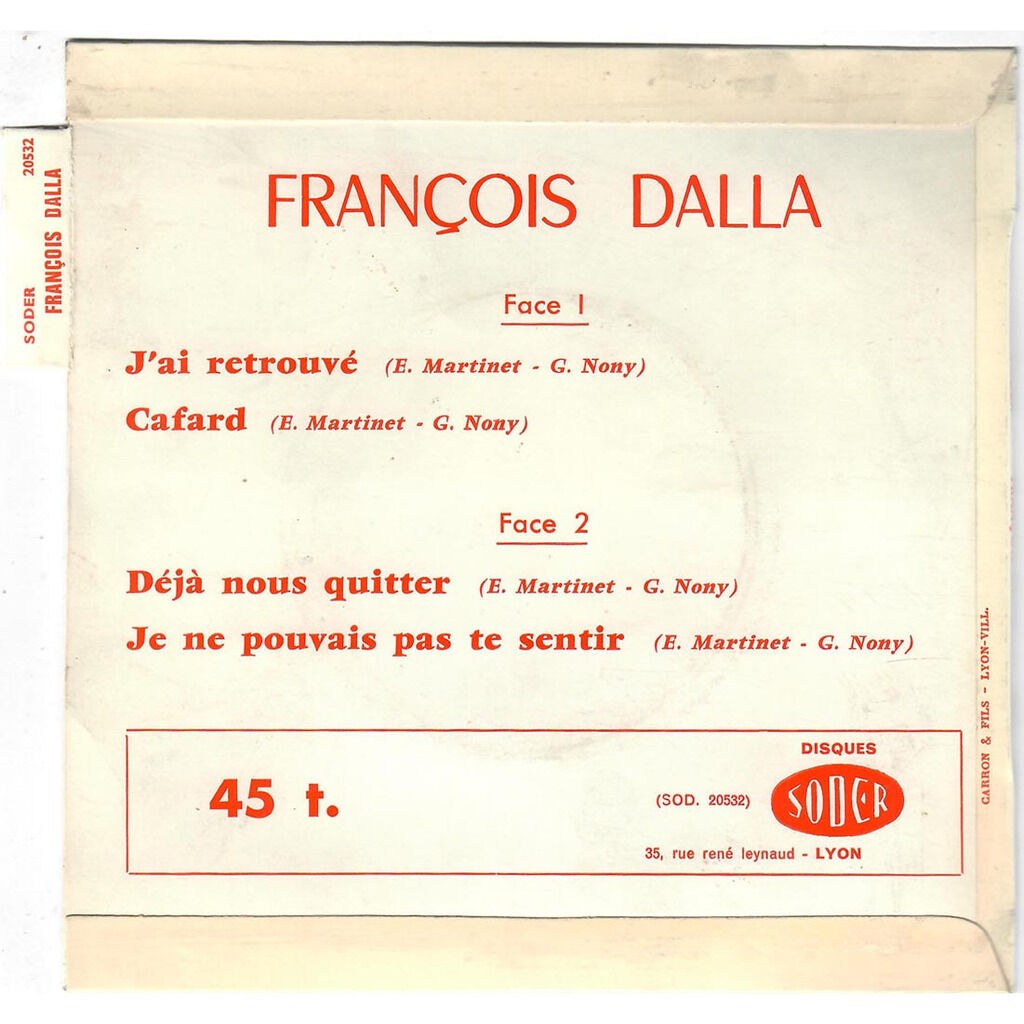 SODER 20532
FRANÇOIS DALLA
FRANÇOIS DALLA
Face 1
J'ai retrouvé (E. Martinet - G. Nony)
Cafard (E. Martinet - G. Nony)
Face 2
Déjà nous quitter (E. Martinet - G. Nony)
Je ne pouvais pas te sentir (E. Martinet - G. Nony)
45 t.
DISQUES
(SOD. 20532) SODER
35, rue rené leynaud - LYON
CARRON & FILS - LYON-VILL.